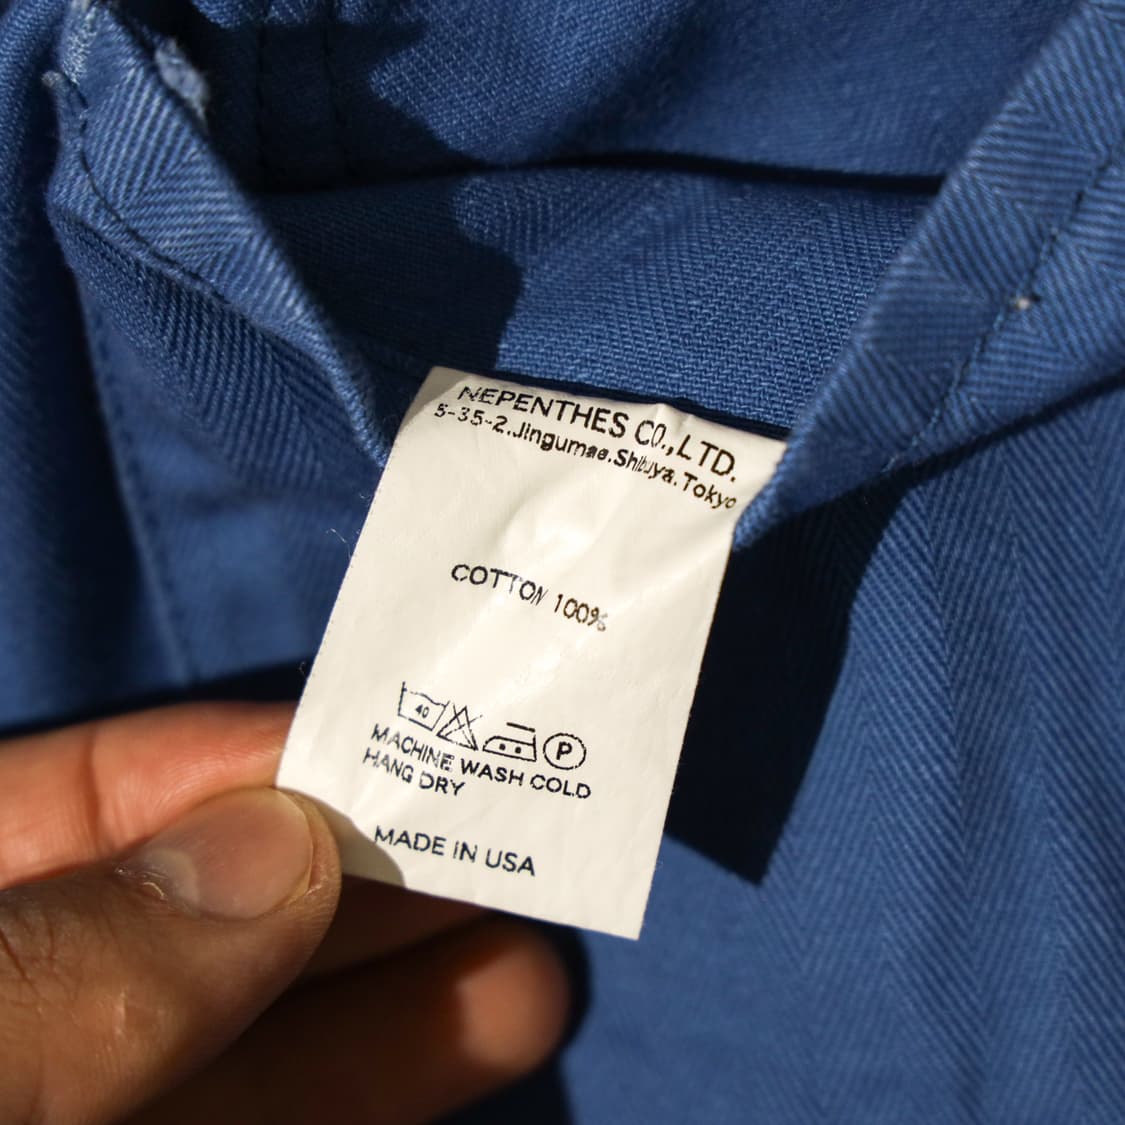 NEPENTHES CO.,LTD.
5-35-2.Jingumae.Shibuya.Tokyo
COTTON 100%
40 P
MACHINE WASH COLD
HANG DRY
MADE IN USA